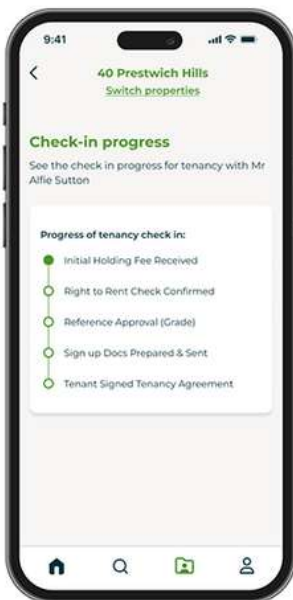 9:41
40 Prestwich Hills
Switch properties
Check-in progress
See the check in progress for tenancy with Mr
Alfie Sutton
Progress of tenancy check in:
Initial Holding Fee Received
Right to Rent Check Confirmed
Reference Approval (Grade)
Sign up Docs Prepared & Sent
Tenant Signed Tenancy Agreement